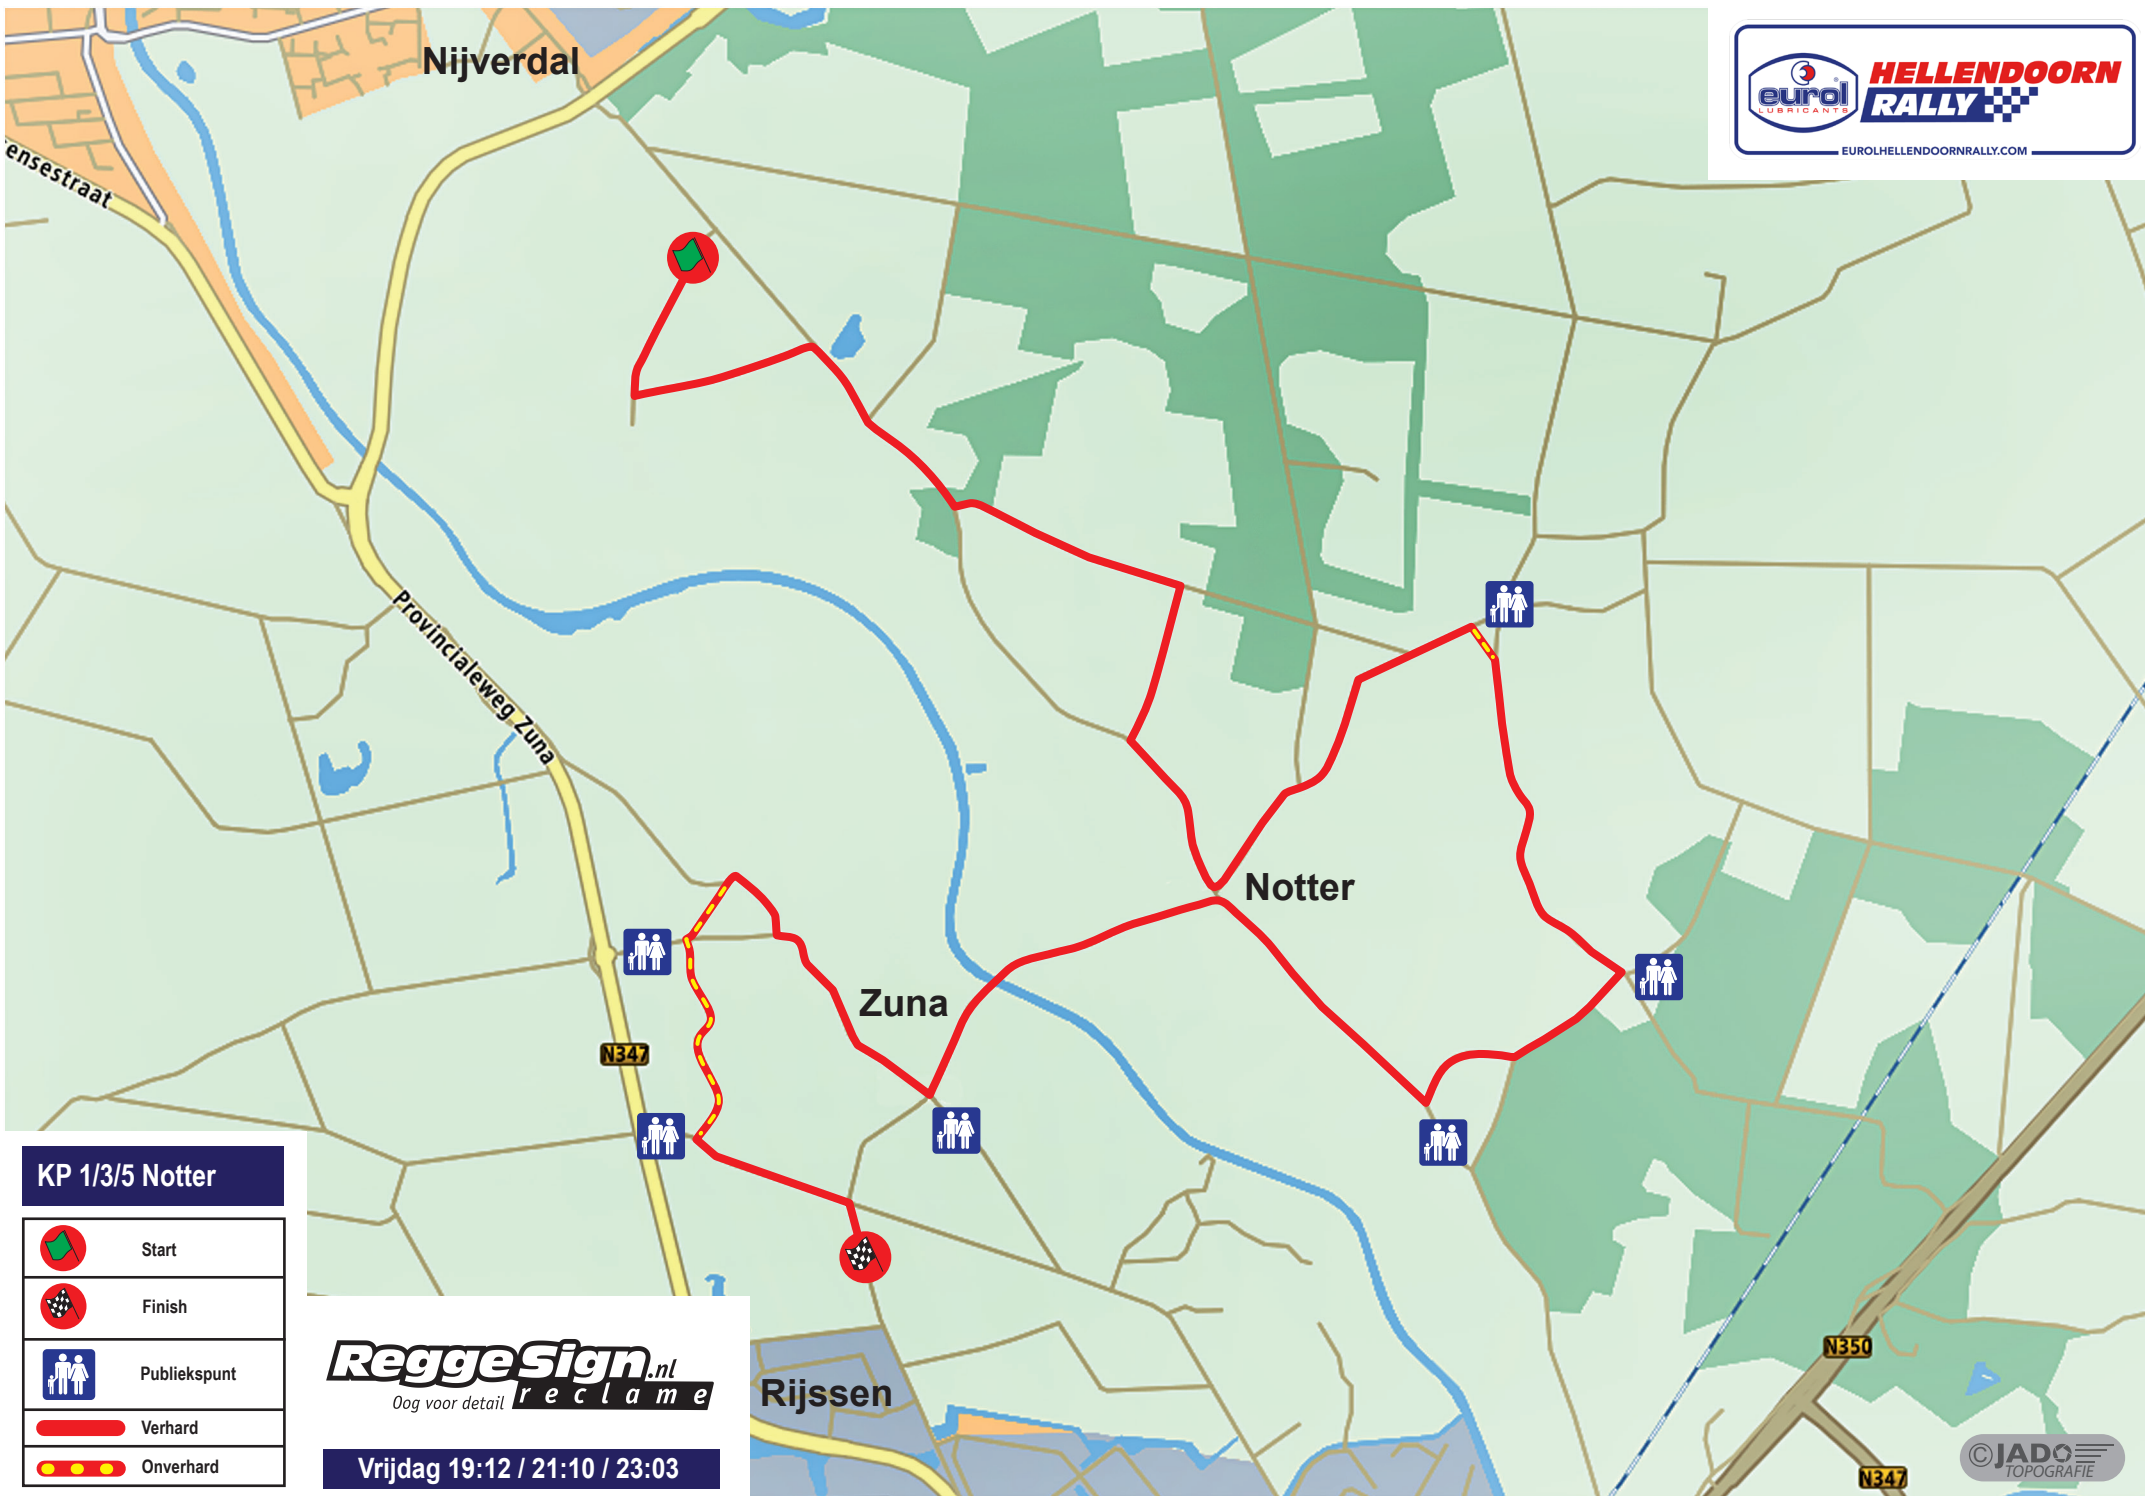 Nijverdal
eurol
LUBRICANTS
HELLENDOORN
RALLY
EUROLHELLENDOORNRALLY.COM
ensestraat
Provincialeweg Zuna
Notter
Zuna
N347
KP 1/3/5 Notter
Start
Finish
Publiekspunt
Verhard
Onverhard
ReggeSign.nl
Oog voor detail reclame
Vrijdag 19:12 / 21:10 / 23:03
Rijssen
N350
N347
©JADO
TOPOGRAFIE